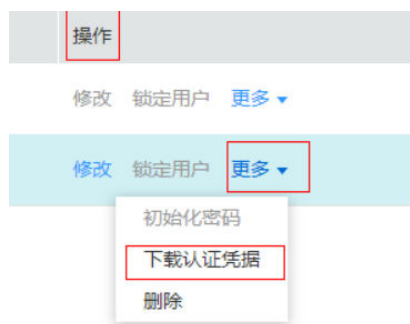 操作
修改 锁定用户 更多
修改 锁定用户 更多
初始化密码
下载认证凭据
删除